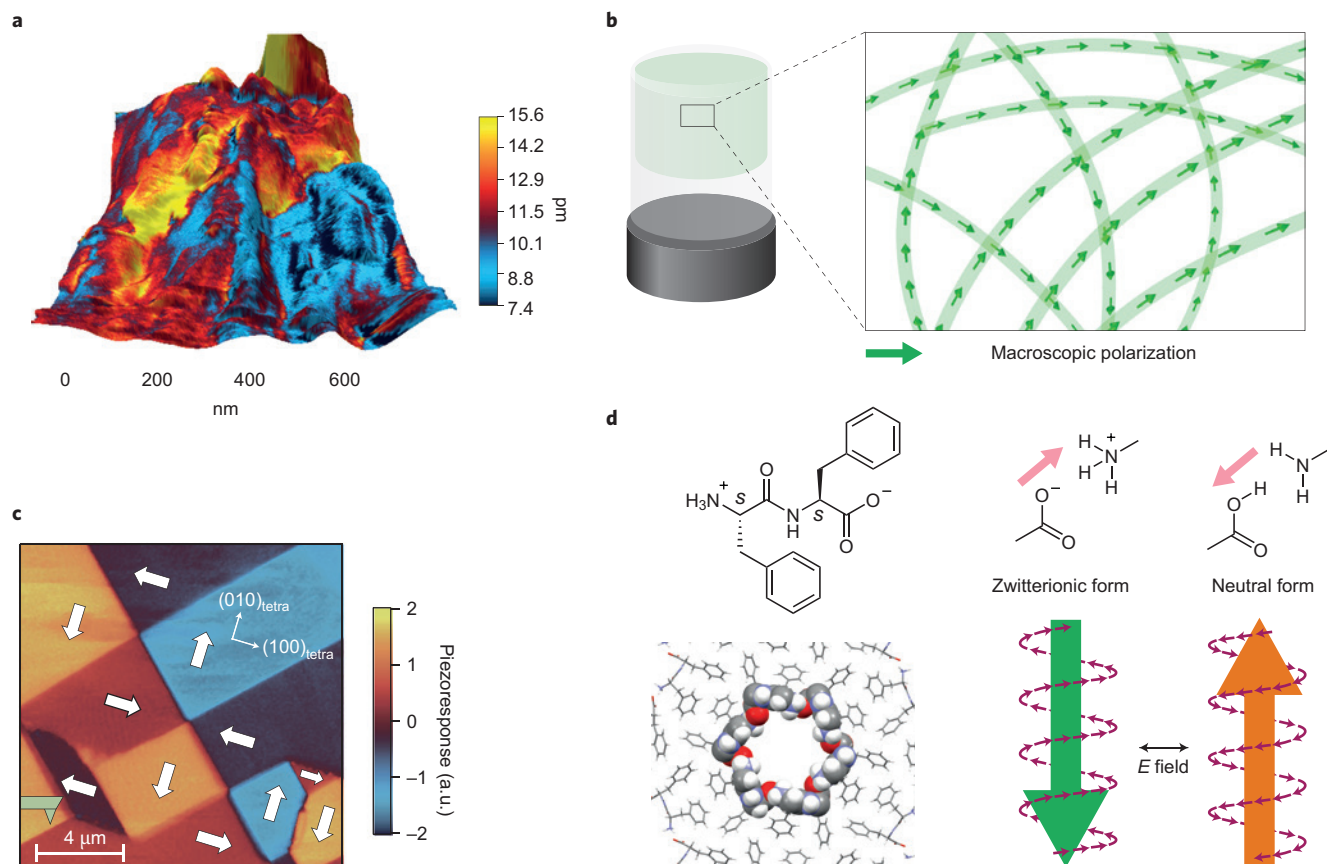 a
15.6
14.2
12.9
11.5
10.1
8.8
7.4
pm
0 200 400 600
nm
b
Macroscopic polarization
c
(010)tetra
(100)tetra
4 μm
2
1
0
−1
−2
Piezoresponse (a.u.)
d
O
O−
+
H3N
S
N
H
S
O
H
+
H N
H
O−
O
Zwitterionic form
H N
H
H
O
O
Neutral form
E field